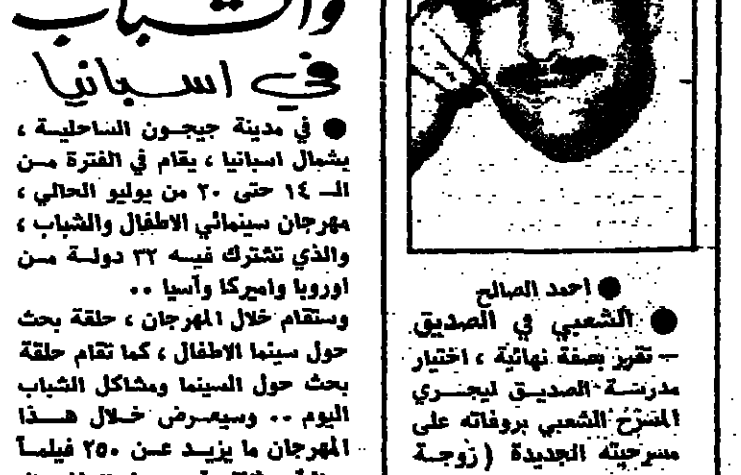 والشباب
في اسبانيا
● في مدينة جيجون الساحلية ،
بشمال اسبانيا ، يقام في الفترة من
الـ ١٤ حتى ٢٠ من يوليو الحالي ،
مهرجان سينمائي الاطفال والشباب ،
والذي تشترك فيه ٣٢ دولة من
اوروبا واميركا وآسيا ..
وستقام خلال المهرجان ، حلقة بحث
حول سينما الاطفال ، كما تقام حلقة
بحث حول السينما ومشاكل الشباب
اليوم .. وسيعرض خلال هذا
المهرجان ما يزيد عن ٢٥٠ فيلماً
● احمد الصالح
● الشعبي في الصديق
— تقرر بصفة نهائية ، اختيار
مدرسة الصديق ليجري
المسرح الشعبي بروفاته على
مسرحيته الجديدة ( زوجة